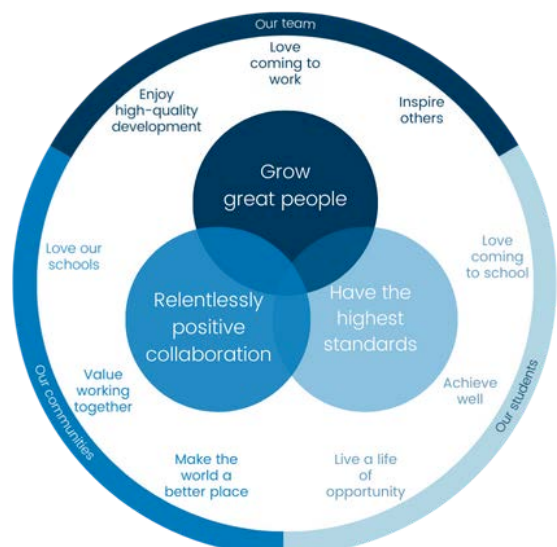 Our team
Love
coming to
work
Enjoy
high-quality
development
Inspire
others
Grow
great people
Love our
schools
Love
coming
to school
Relentlessly
positive
collaboration
Have the
highest
standards
Value
working
together
Achieve
well
Our communities
Our students
Make the
world a
better place
Live a life
of
opportunity